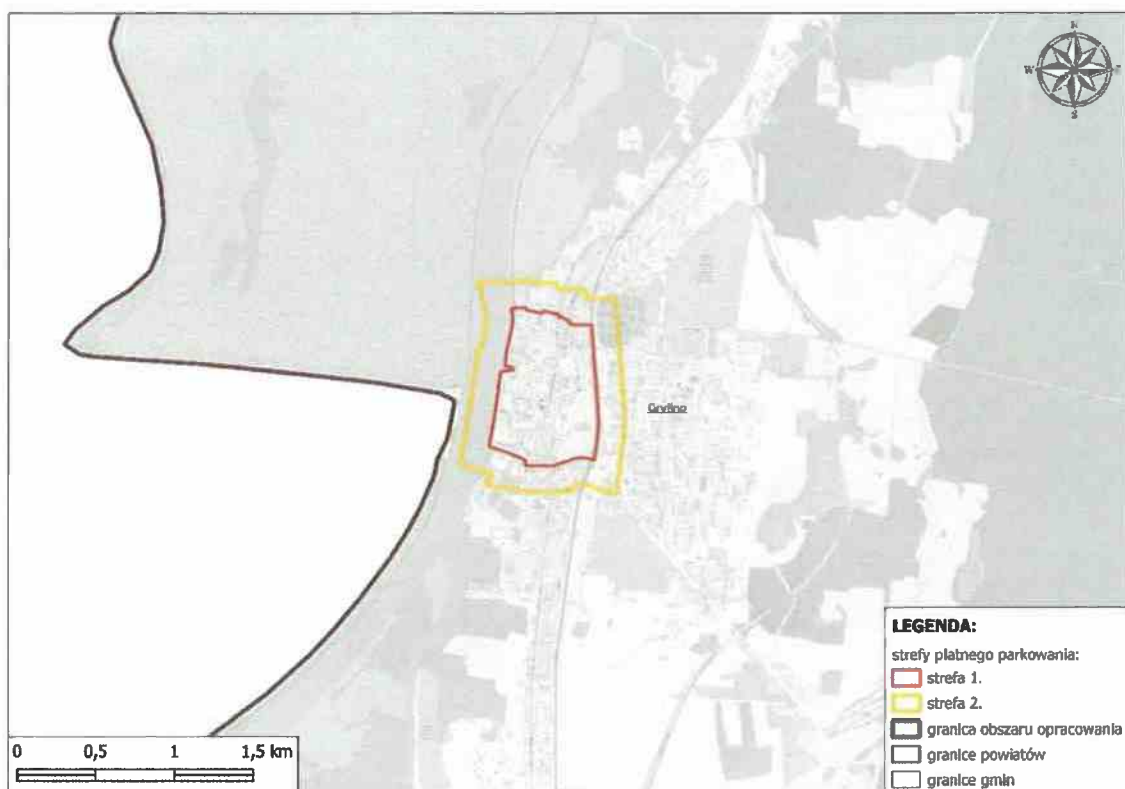 N
W
E
S
Gryfino
LEGENDA:
strefy płatnego parkowania:
strefa 1.
strefa 2.
granica obszaru opracowania
granice powiatów
granice gmin
0 0,5 1 1,5 km